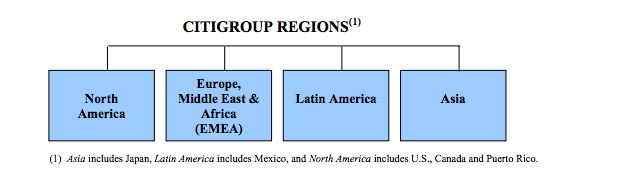 CITIGROUP REGIONS(1)
North
America
Europe,
Middle East &
Africa
(EMEA)
Latin America
Asia
(1) Asia includes Japan, Latin America includes Mexico, and North America includes U.S., Canada and Puerto Rico.